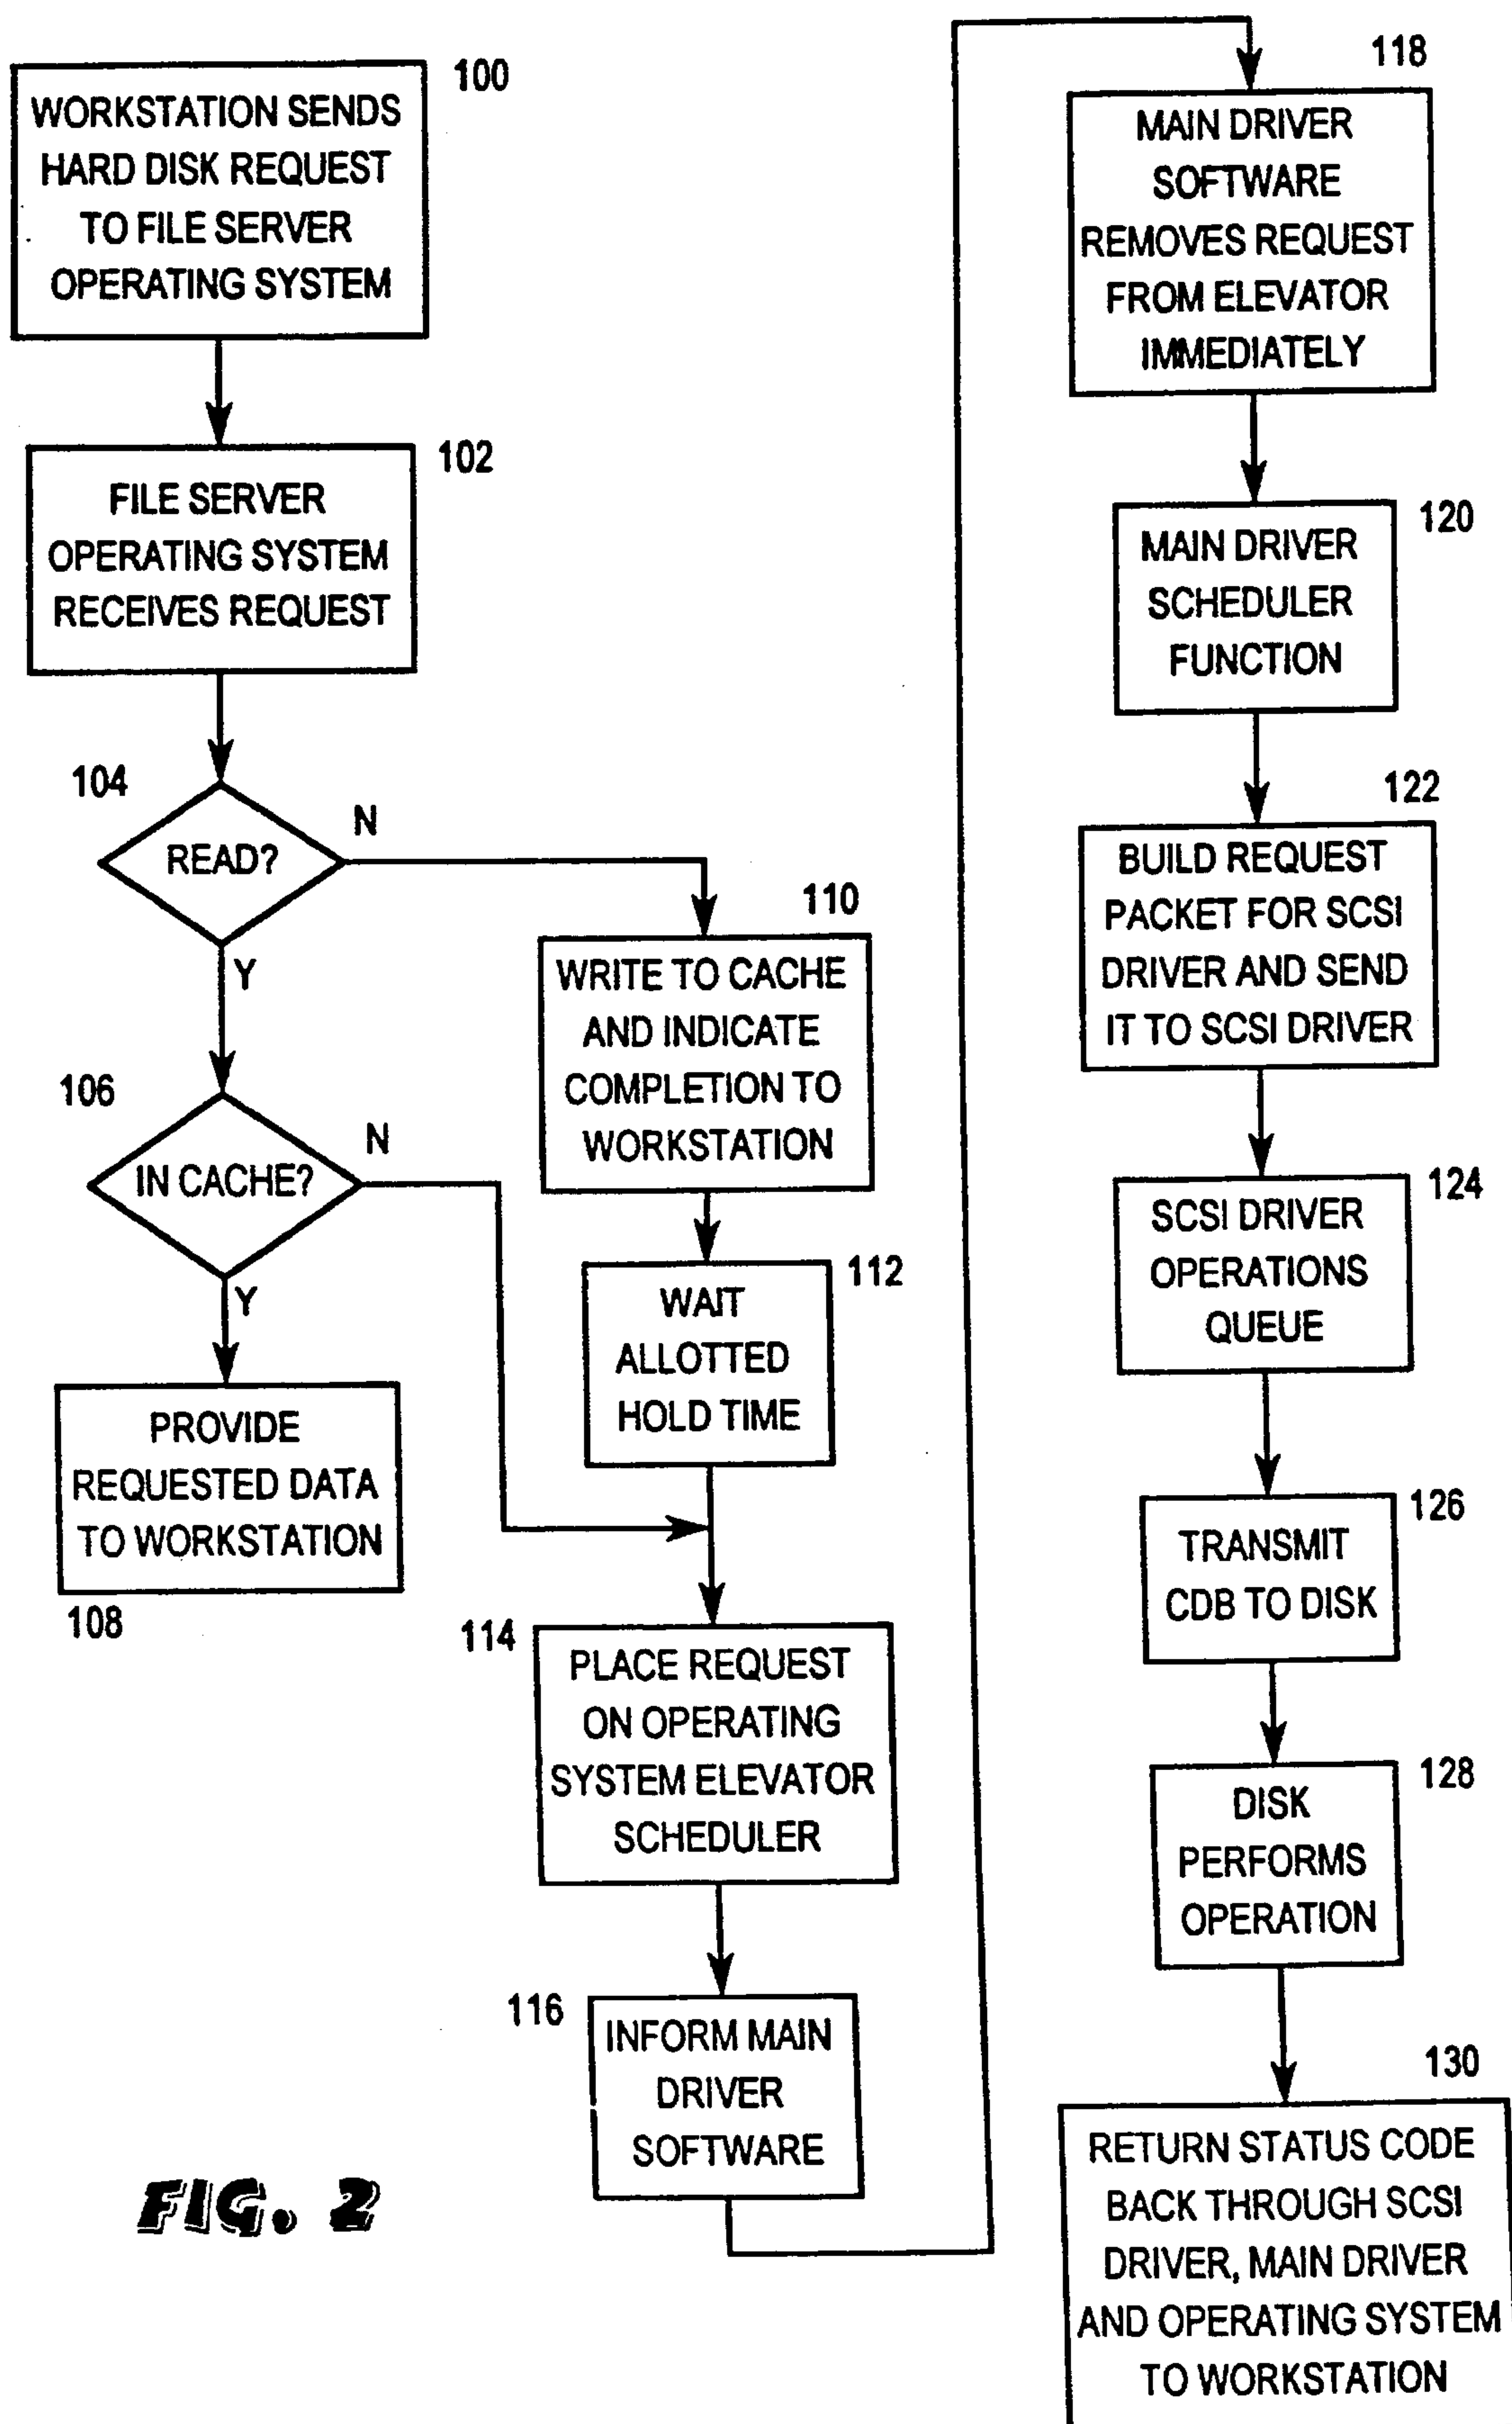 100
WORKSTATION SENDS
HARD DISK REQUEST
TO FILE SERVER
OPERATING SYSTEM
102
FILE SERVER
OPERATING SYSTEM
RECEIVES REQUEST
104
READ?
N
Y
106
IN CACHE?
N
Y
PROVIDE
REQUESTED DATA
TO WORKSTATION
108
110
WRITE TO CACHE
AND INDICATE
COMPLETION TO
WORKSTATION
112
WAIT
ALLOTTED
HOLD TIME
114
PLACE REQUEST
ON OPERATING
SYSTEM ELEVATOR
SCHEDULER
116
INFORM MAIN
DRIVER
SOFTWARE
118
MAIN DRIVER
SOFTWARE
REMOVES REQUEST
FROM ELEVATOR
IMMEDIATELY
120
MAIN DRIVER
SCHEDULER
FUNCTION
122
BUILD REQUEST
PACKET FOR SCSI
DRIVER AND SEND
IT TO SCSI DRIVER
124
SCSI DRIVER
OPERATIONS
QUEUE
126
TRANSMIT
CDB TO DISK
128
DISK
PERFORMS
OPERATION
130
RETURN STATUS CODE
BACK THROUGH SCSI
DRIVER, MAIN DRIVER
AND OPERATING SYSTEM
TO WORKSTATION
FIG. 2